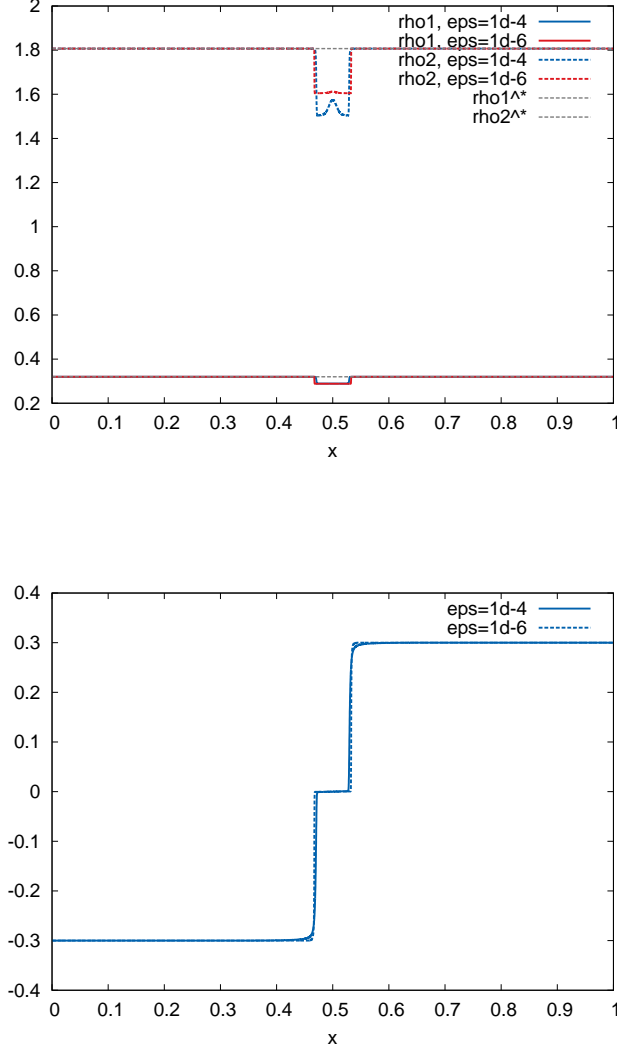 2
1.8
1.6
1.4
1.2
1
0.8
0.6
0.4
0.2
rho1, eps=1d-4
rho1, eps=1d-6
rho2, eps=1d-4
rho2, eps=1d-6
rho1^*
rho2^*
0 0.1 0.2 0.3 0.4 0.5 0.6 0.7 0.8 0.9 1
x
0.4
0.3
0.2
0.1
0
-0.1
-0.2
-0.3
-0.4
eps=1d-4
eps=1d-6
0 0.1 0.2 0.3 0.4 0.5 0.6 0.7 0.8 0.9 1
x